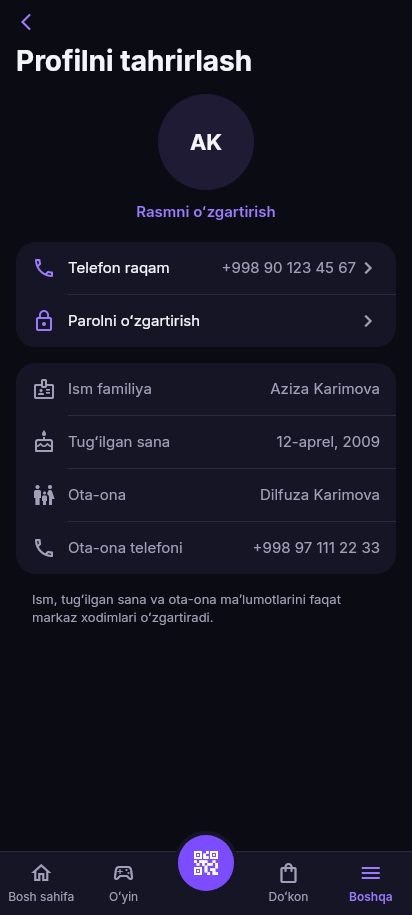 Profilni tahrirlash
AK
Rasmni oʻzgartirish
Telefon raqam +998 90 123 45 67
Parolni oʻzgartirish
Ism familiya Aziza Karimova
Tugʻilgan sana 12-aprel, 2009
Ota-ona Dilfuza Karimova
Ota-ona telefoni +998 97 111 22 33
Ism, tugʻilgan sana va ota-ona maʼlumotlarini faqat
markaz xodimlari oʻzgartiradi.
Bosh sahifa Oʻyin Doʻkon Boshqa